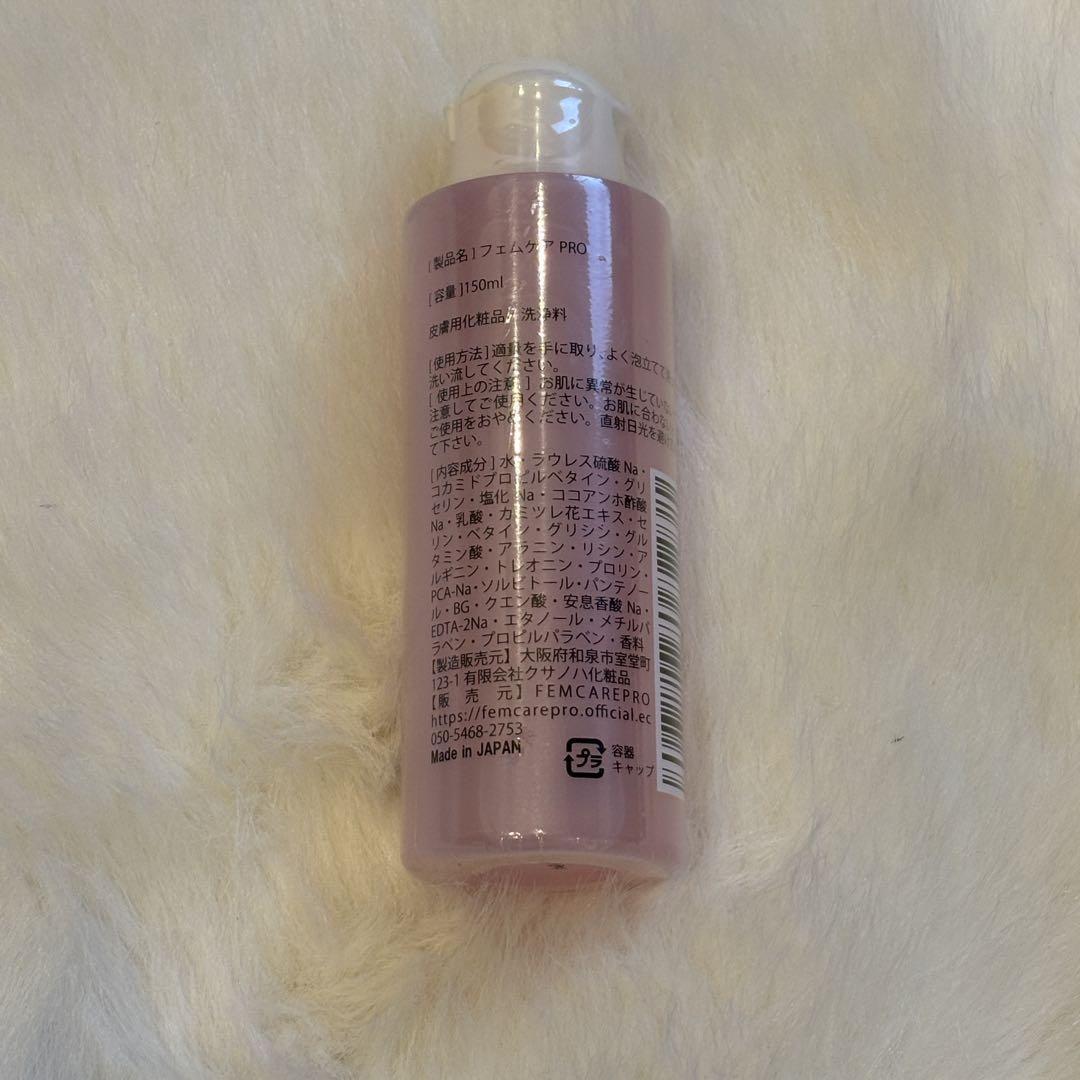 [ 製品名 ] フェムケア PRO
[ 容量 ]150ml
皮膚用化粧品 洗浄料
[ 使用方法 ] 適量を手に取り、よく泡立てて
洗い流してください。
[ 使用上の注意 ] お肌に異常が生じていな
注意してご使用ください。お肌に合わない
ご使用をおやめください。直射日光を避け
て下さい。
[ 内容成分 ] 水・ラウレス硫酸 Na・
コカミドプロピルベタイン・グリ
セリン・塩化 Na・ココアンホ酢酸
Na・乳酸・カミツレ花エキス・セ
リン・ベタイン・グリシン・グル
タミン酸・アラニン・リシン・ア
ルギニン・トレオニン・プロリン・
PCA-Na・ソルビトール・パンテノー
ル・BG・クエン酸・安息香酸 Na・
EDTA-2Na・エタノール・メチルパ
ラベン・プロピルパラベン・香料
【製造販売元】大阪府和泉市室堂町
123-1 有限会社クサノハ化粧品
【販 売 元】FEMCAREPRO
https://femcarepro.official.ec
050-5468-2753
Made in JAPAN
プラ
容器
キャップ